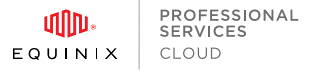 EQUINIX
PROFESSIONAL
SERVICES
CLOUD